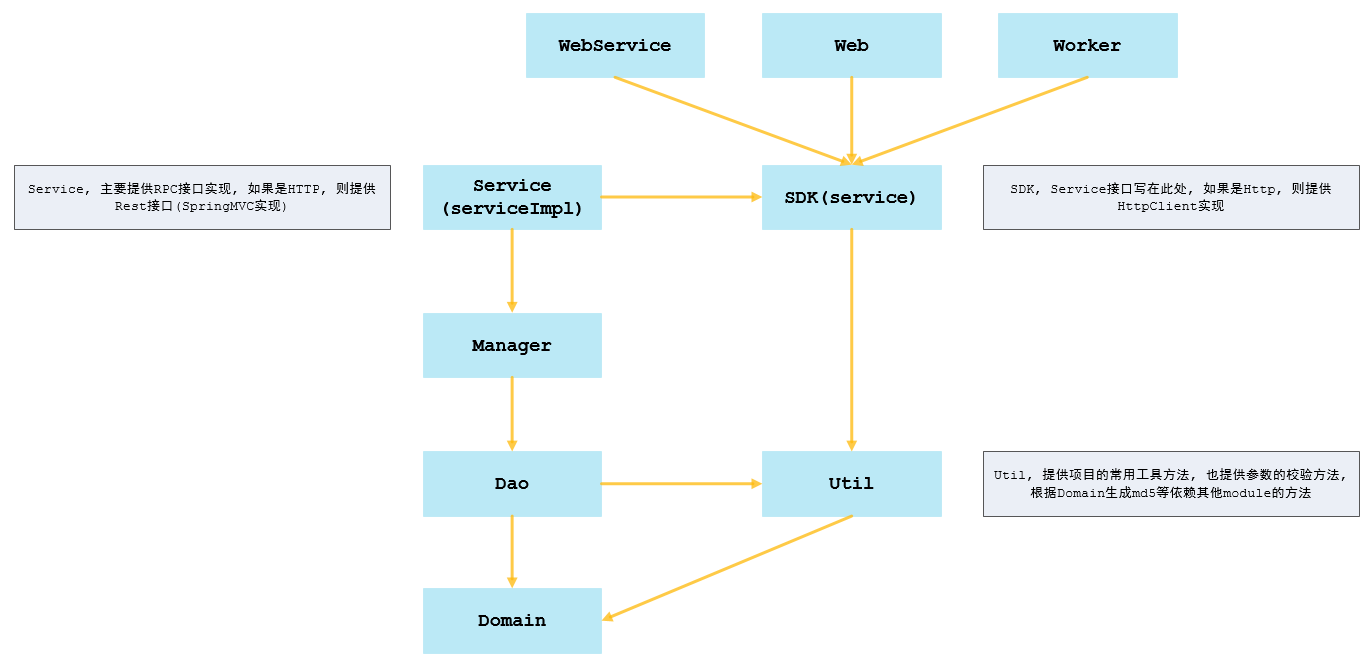 WebService
Web
Worker
Service, 主要提供RPC接口实现, 如果是HTTP, 则提供
Rest接口(SpringMVC实现)
Service
(serviceImpl)
SDK(service)
SDK, Service接口写在此处, 如果是Http, 则提供
HttpClient实现
Manager
Dao
Util
Util, 提供项目的常用工具方法, 也提供参数的校验方法,
根据Domain生成md5等依赖其他module的方法
Domain